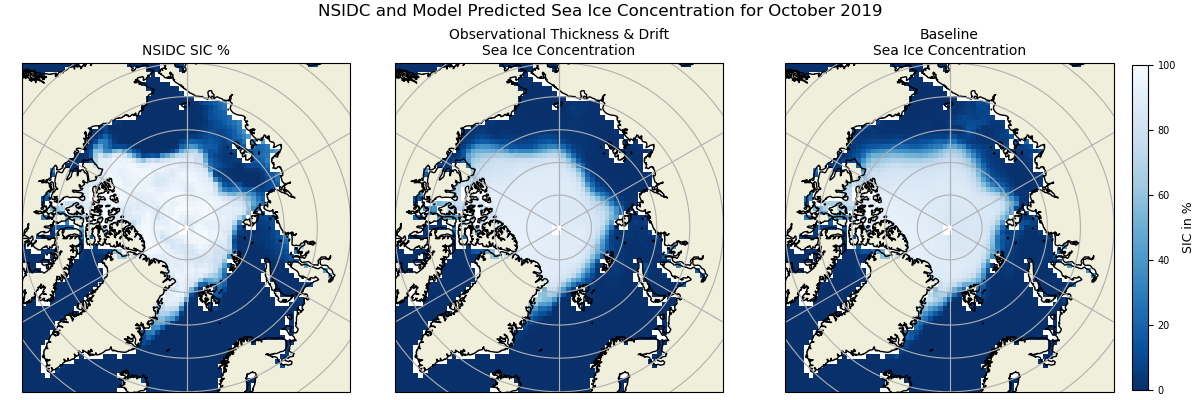 NSIDC and Model Predicted Sea Ice Concentration for October 2019
NSIDC SIC %
Observational Thickness & Drift
Sea Ice Concentration
Baseline
Sea Ice Concentration
100
80
60
40
20
0
SIC in %